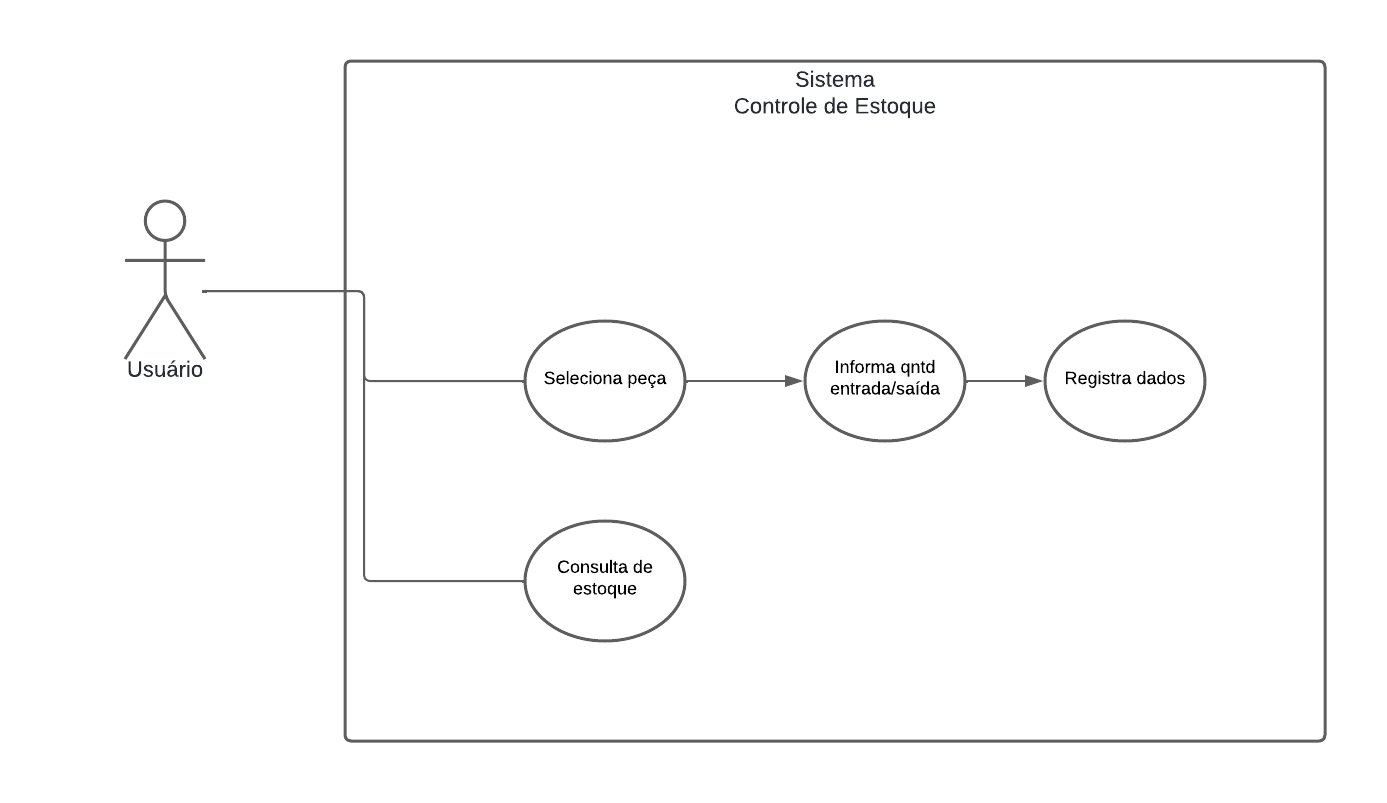 Sistema
Controle de Estoque
Usuário
Seleciona peça
Informa qntd
entrada/saída
Registra dados
Consulta de
estoque